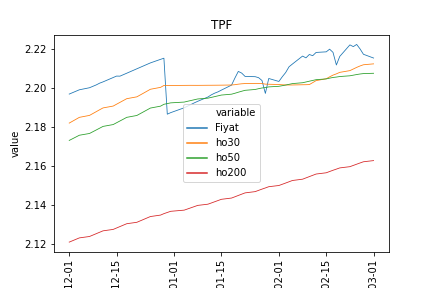 TPF
2.22
2.20
2.18
2.16
2.14
2.12
value
variable
Fiyat
ho30
ho50
ho200
12-01
12-15
01-01
01-15
02-01
02-15
03-01